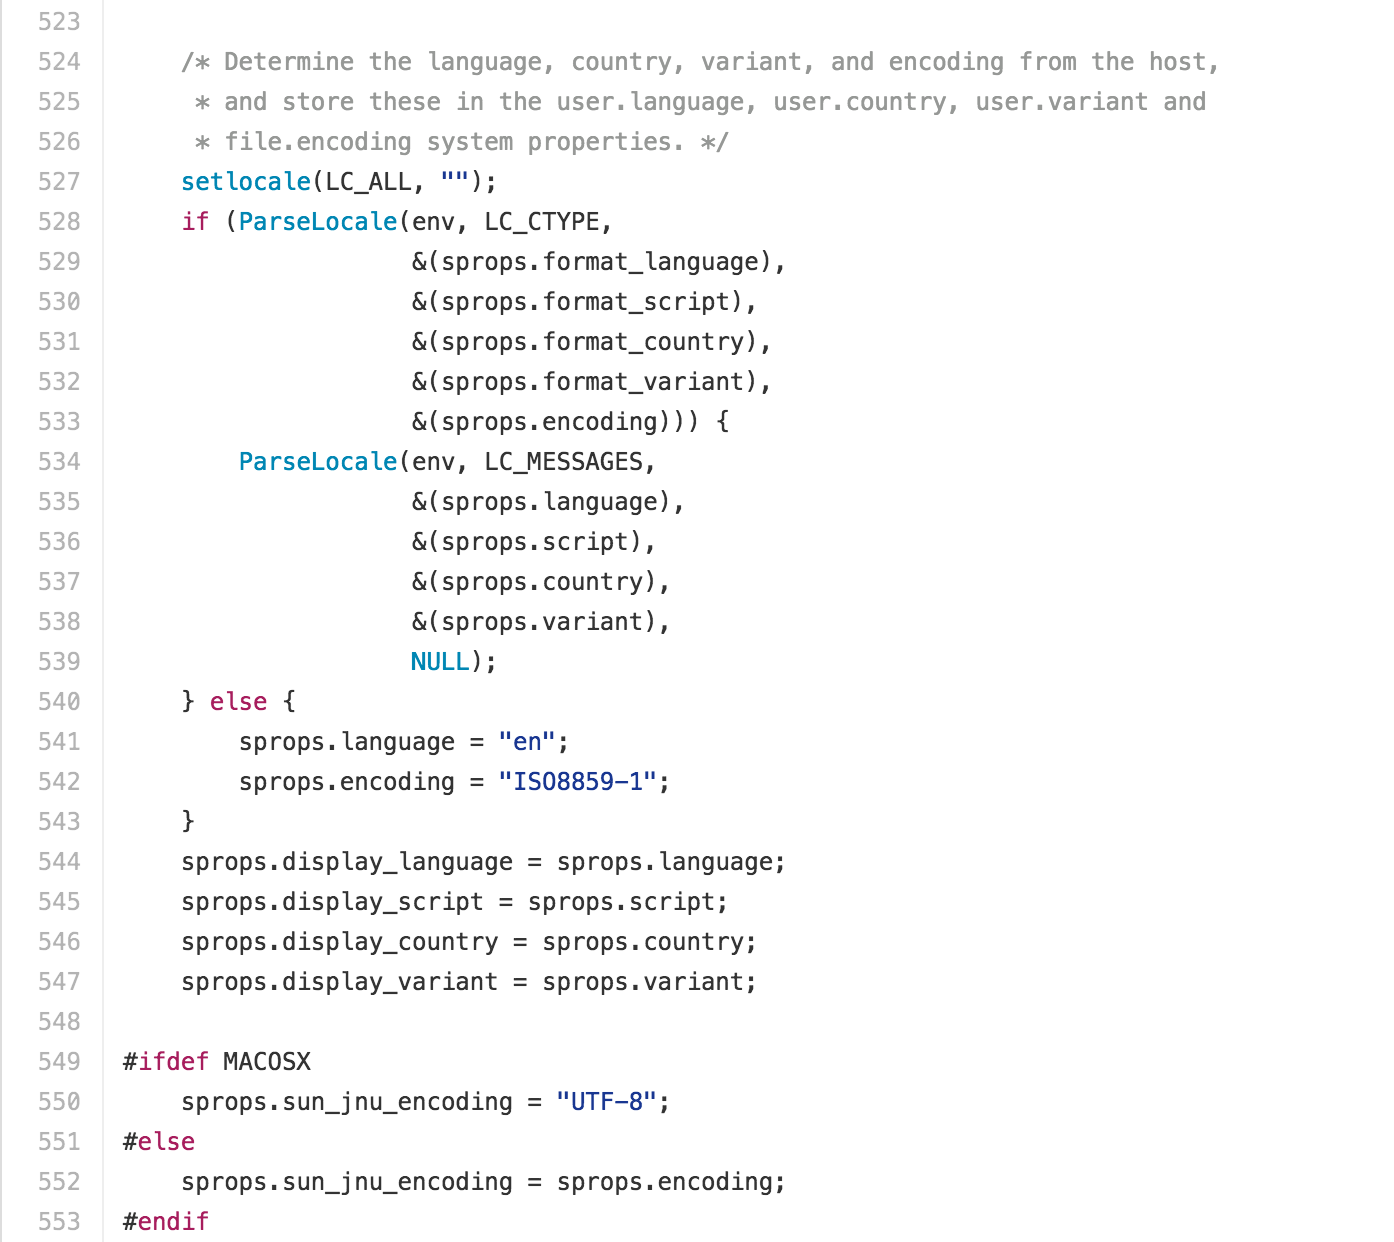 523
524     /* Determine the language, country, variant, and encoding from the host,
525      * and store these in the user.language, user.country, user.variant and
526      * file.encoding system properties. */
527     setlocale(LC_ALL, "");
528     if (ParseLocale(env, LC_CTYPE,
529                     &(sprops.format_language),
530                     &(sprops.format_script),
531                     &(sprops.format_country),
532                     &(sprops.format_variant),
533                     &(sprops.encoding))) {
534         ParseLocale(env, LC_MESSAGES,
535                     &(sprops.language),
536                     &(sprops.script),
537                     &(sprops.country),
538                     &(sprops.variant),
539                     NULL);
540     } else {
541         sprops.language = "en";
542         sprops.encoding = "ISO8859-1";
543     }
544     sprops.display_language = sprops.language;
545     sprops.display_script = sprops.script;
546     sprops.display_country = sprops.country;
547     sprops.display_variant = sprops.variant;
548
549 #ifdef MACOSX
550     sprops.sun_jnu_encoding = "UTF-8";
551 #else
552     sprops.sun_jnu_encoding = sprops.encoding;
553 #endif